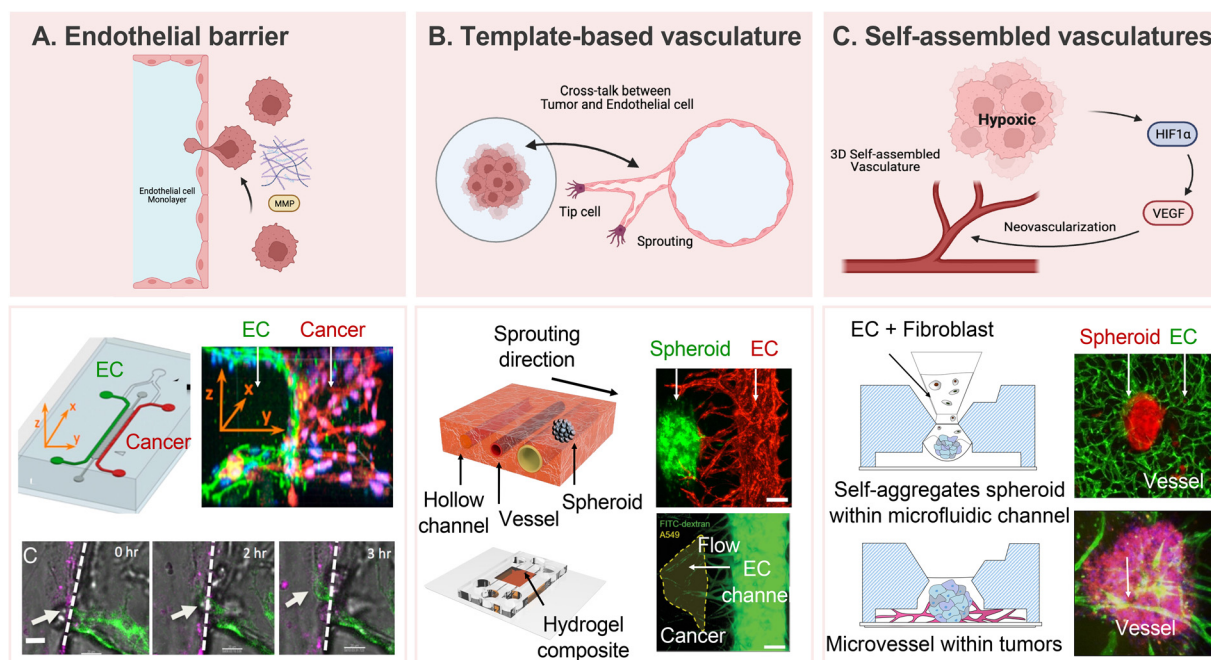 A. Endothelial barrier
Endothelial cell
Monolayer
MMP
B. Template-based vasculature
Cross-talk between
Tumor and Endothelial cell
Tip cell
Sprouting
C. Self-assembled vasculatures
Hypoxic
HIF1α
3D Self-assembled
Vasculature
VEGF
Neovascularization
EC
Cancer
z
x
y
EC
Cancer
z
x
y
C
0 hr
2 hr
3 hr
Sprouting
direction
Hollow
channel
Vessel
Spheroid
Spheroid
EC
Hydrogel
composite
FITC-dextran
A549
Flow
EC
channel
Cancer
EC + Fibroblast
Self-aggregates spheroid
within microfluidic channel
Microvessel within tumors
Spheroid
EC
Vessel
Vessel